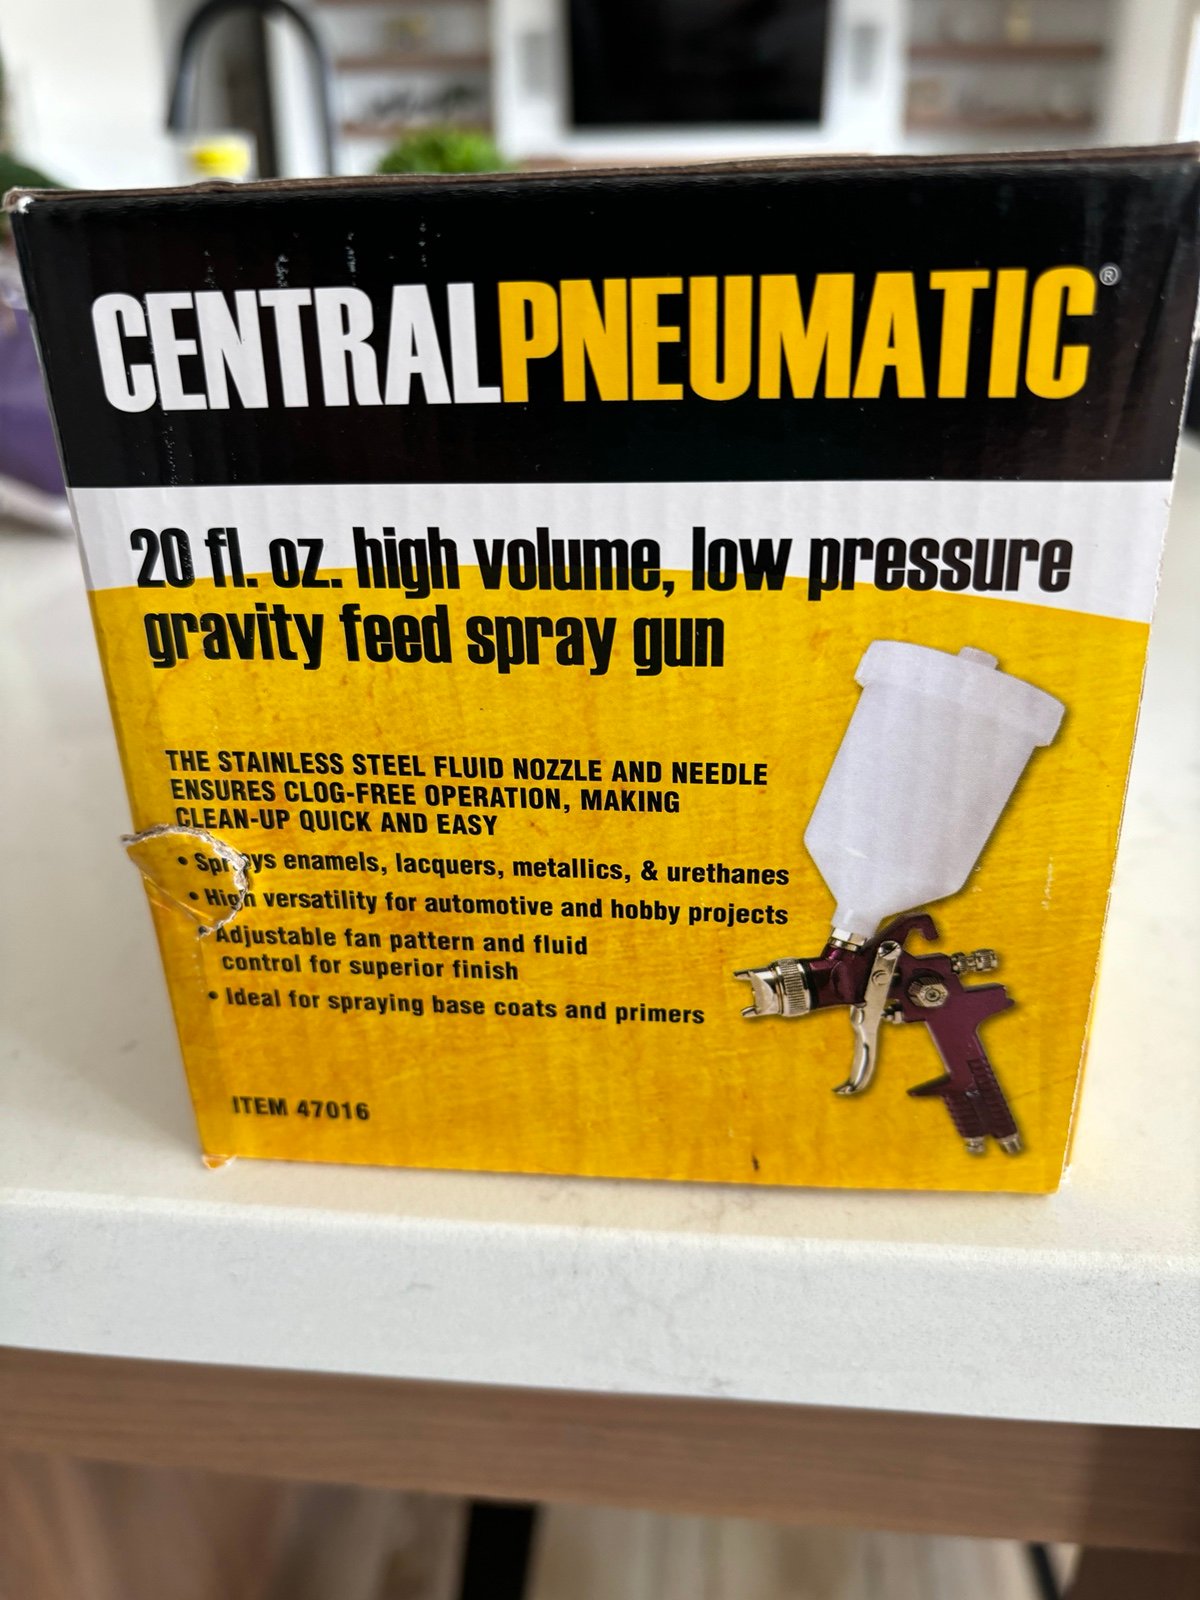 CENTRALPNEUMATIC®
20 fl. oz. high volume, low pressure
gravity feed spray gun
THE STAINLESS STEEL FLUID NOZZLE AND NEEDLE
ENSURES CLOG-FREE OPERATION, MAKING
CLEAN-UP QUICK AND EASY
• Sprays enamels, lacquers, metallics, & urethanes
• High versatility for automotive and hobby projects
• Adjustable fan pattern and fluid
control for superior finish
• Ideal for spraying base coats and primers
ITEM 47016